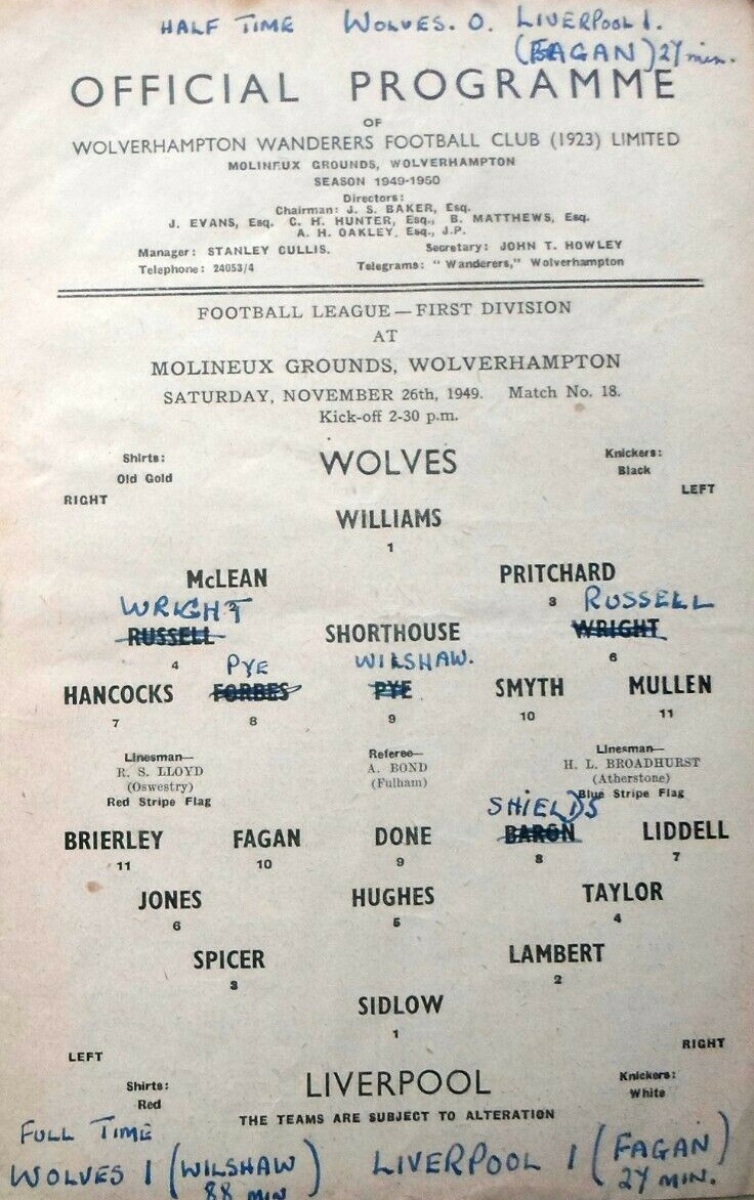 HALF TIME WOLVES. 0. LIVERPOOL 1.
(FAGAN) 27 min.
OFFICIAL PROGRAMME
OF
WOLVERHAMPTON WANDERERS FOOTBALL CLUB (1923) LIMITED
MOLINEUX GROUNDS, WOLVERHAMPTON
SEASON 1949-1950
Directors:
Chairman: J. S. BAKER, Esq.
J. EVANS, Esq. C. H. HUNTER, Esq., B. MATTHEWS, Esq.
A. H. OAKLEY, Esq., J.P.
Manager: STANLEY CULLIS. Secretary: JOHN T. HOWLEY
Telephone: 24053/4 Telegrams: "Wanderers," Wolverhampton
FOOTBALL LEAGUE — FIRST DIVISION
AT
MOLINEUX GROUNDS, WOLVERHAMPTON
SATURDAY, NOVEMBER 26th, 1949. Match No. 18.
Kick-off 2-30 p.m.
Shirts: WOLVES Knickers:
Old Gold Black
RIGHT LEFT
WILLIAMS
1
McLEAN PRITCHARD
3
WRIGHT RUSSELL
RUSSELL SHORTHOUSE WRIGHT
4 6
PYE WILSHAW.
HANCOCKS FORBES PYE SMYTH MULLEN
7 8 9 10 11
Linesman— Referee— Linesman—
R. S. LLOYD A. BOND H. L. BROADHURST
(Oswestry) (Fulham) (Atherstone)
Red Stripe Flag Blue Stripe Flag
SHIELDS
BRIERLEY FAGAN DONE BARON LIDDELL
11 10 9 8 7
JONES HUGHES TAYLOR
6 5 4
SPICER LAMBERT
3 2
SIDLOW
1
LEFT RIGHT
Shirts: LIVERPOOL Knickers:
Red White
THE TEAMS ARE SUBJECT TO ALTERATION
FULL TIME
WOLVES 1 (WILSHAW) LIVERPOOL 1 (FAGAN)
88 MIN 27 MIN.